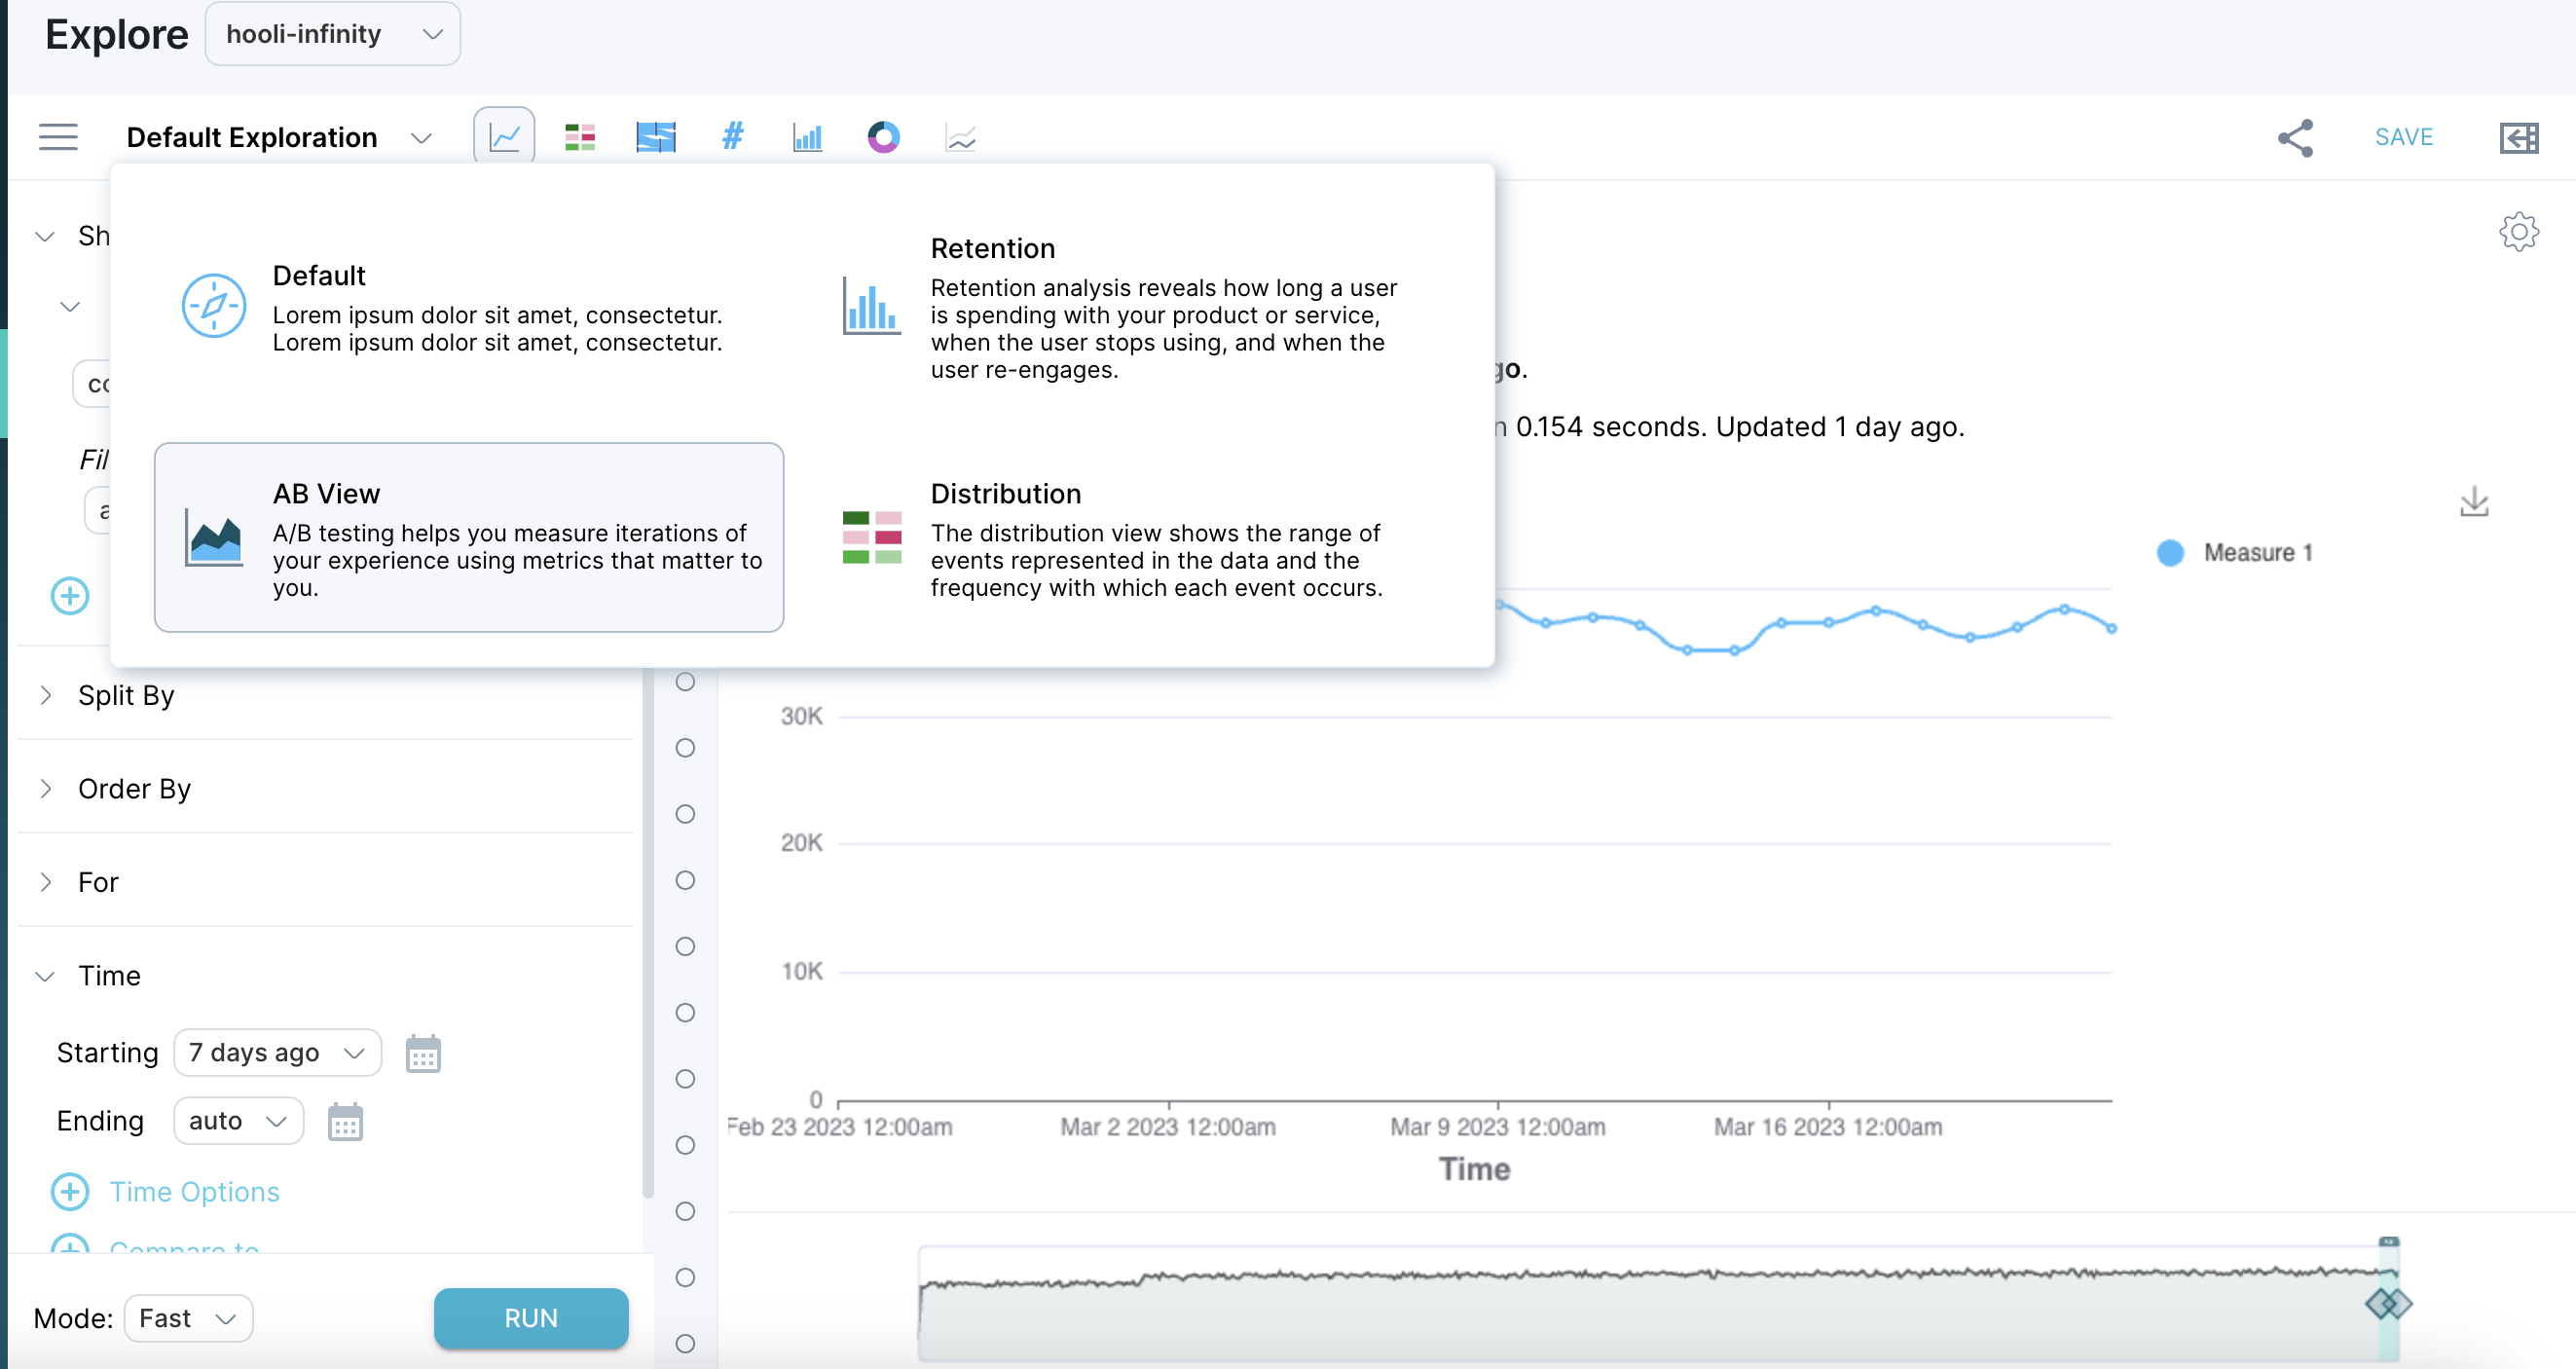 Explore
hooli-infinity
Default Exploration
#
SAVE
Default
Lorem ipsum dolor sit amet, consectetur.
Lorem ipsum dolor sit amet, consectetur.
Retention
Retention analysis reveals how long a user
is spending with your product or service,
when the user stops using, and when the
user re-engages.
AB View
A/B testing helps you measure iterations of
your experience using metrics that matter to
you.
Distribution
The distribution view shows the range of
events represented in the data and the
frequency with which each event occurs.
0.154 seconds. Updated 1 day ago.
Measure 1
Split By
Order By
For
Time
Starting
7 days ago
Ending
auto
Time Options
Compare to
Mode:
Fast
RUN
30K
20K
10K
0
Feb 23 2023 12:00am
Mar 2 2023 12:00am
Mar 9 2023 12:00am
Mar 16 2023 12:00am
Time